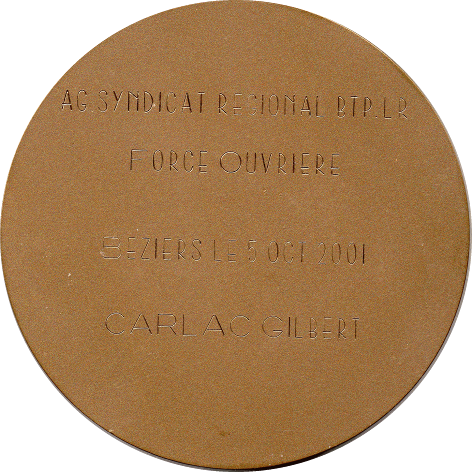 AG SYNDICAT REGIONAL BTP.LR
FORCE OUVRIERE
BEZIERS LE 5 OCT 2001
CARLAC GILBERT